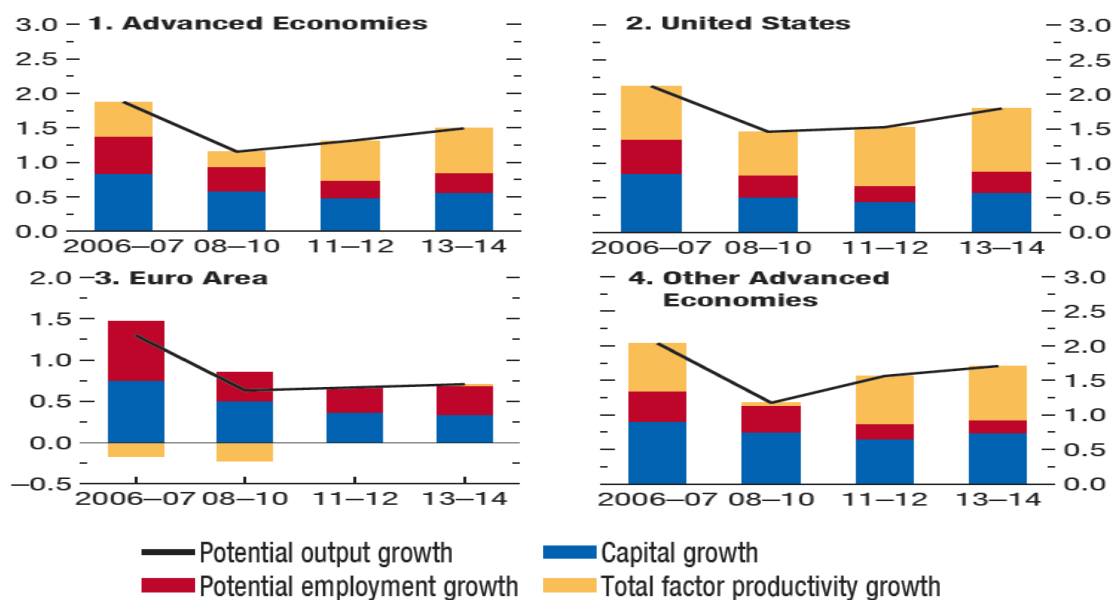 1. Advanced Economies
3.0
2.5
2.0
1.5
1.0
0.5
0.0
2006–07 08–10 11–12 13–14
2. United States
3.0
2.5
2.0
1.5
1.0
0.5
0.0
2006–07 08–10 11–12 13–14
3. Euro Area
2.0
1.5
1.0
0.5
0.0
–0.5
2006–07 08–10 11–12 13–14
4. Other Advanced
Economies
3.0
2.5
2.0
1.5
1.0
0.5
0.0
2006–07 08–10 11–12 13–14
Potential output growth
Capital growth
Potential employment growth
Total factor productivity growth